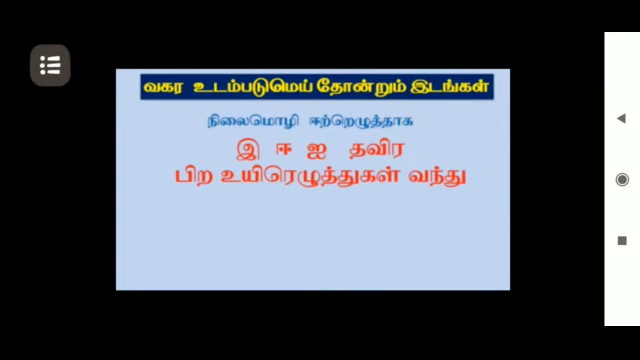 வகர உடம்படுமெய் தோன்றும் இடங்கள்
நிலைமொழி ஈற்றெழுத்தாக
இ ஈ ஐ தவிர
பிற உயிரெழுத்துகள் வந்து